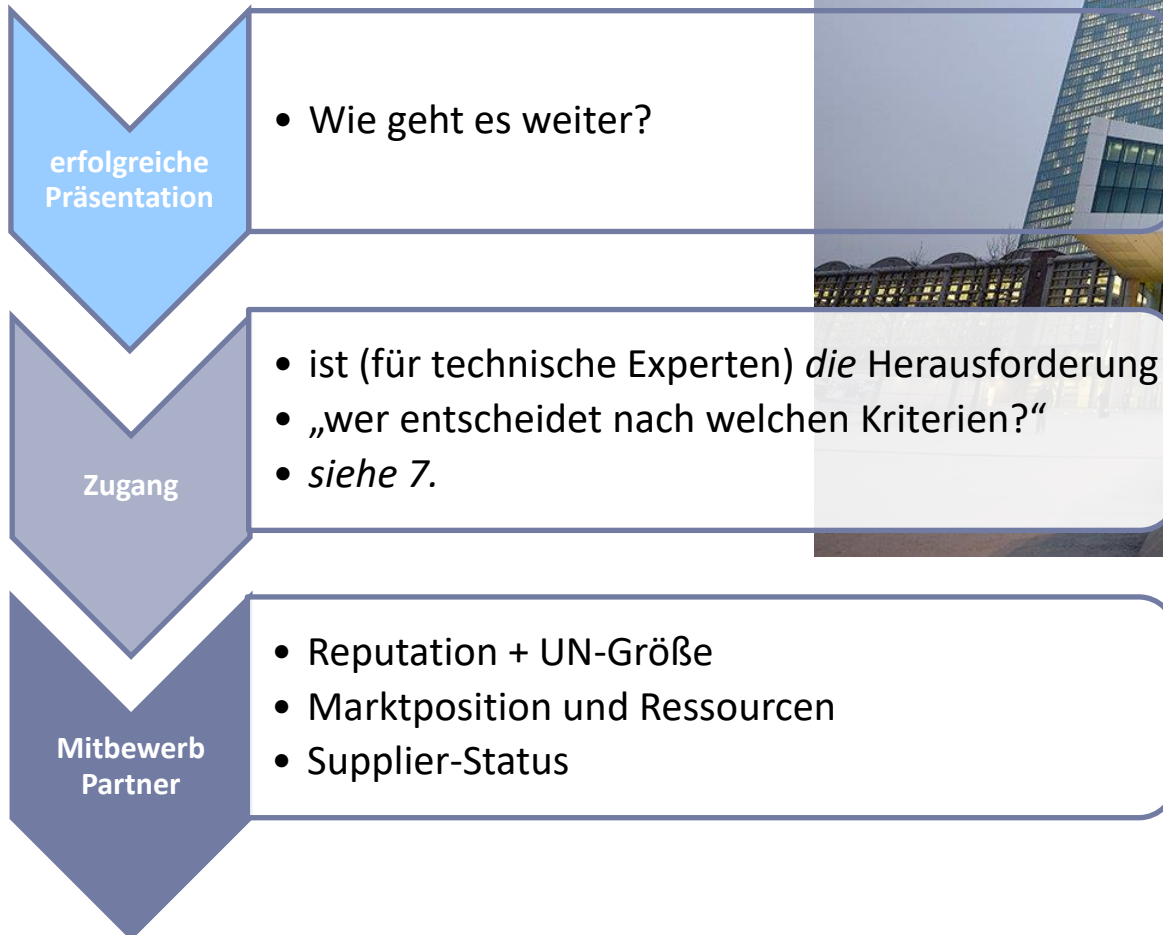 erfolgreiche
Präsentation
• Wie geht es weiter?
Zugang
• ist (für technische Experten) die Herausforderung
• „wer entscheidet nach welchen Kriterien?“
• siehe 7.
Mitbewerb
Partner
• Reputation + UN-Größe
• Marktposition und Ressourcen
• Supplier-Status